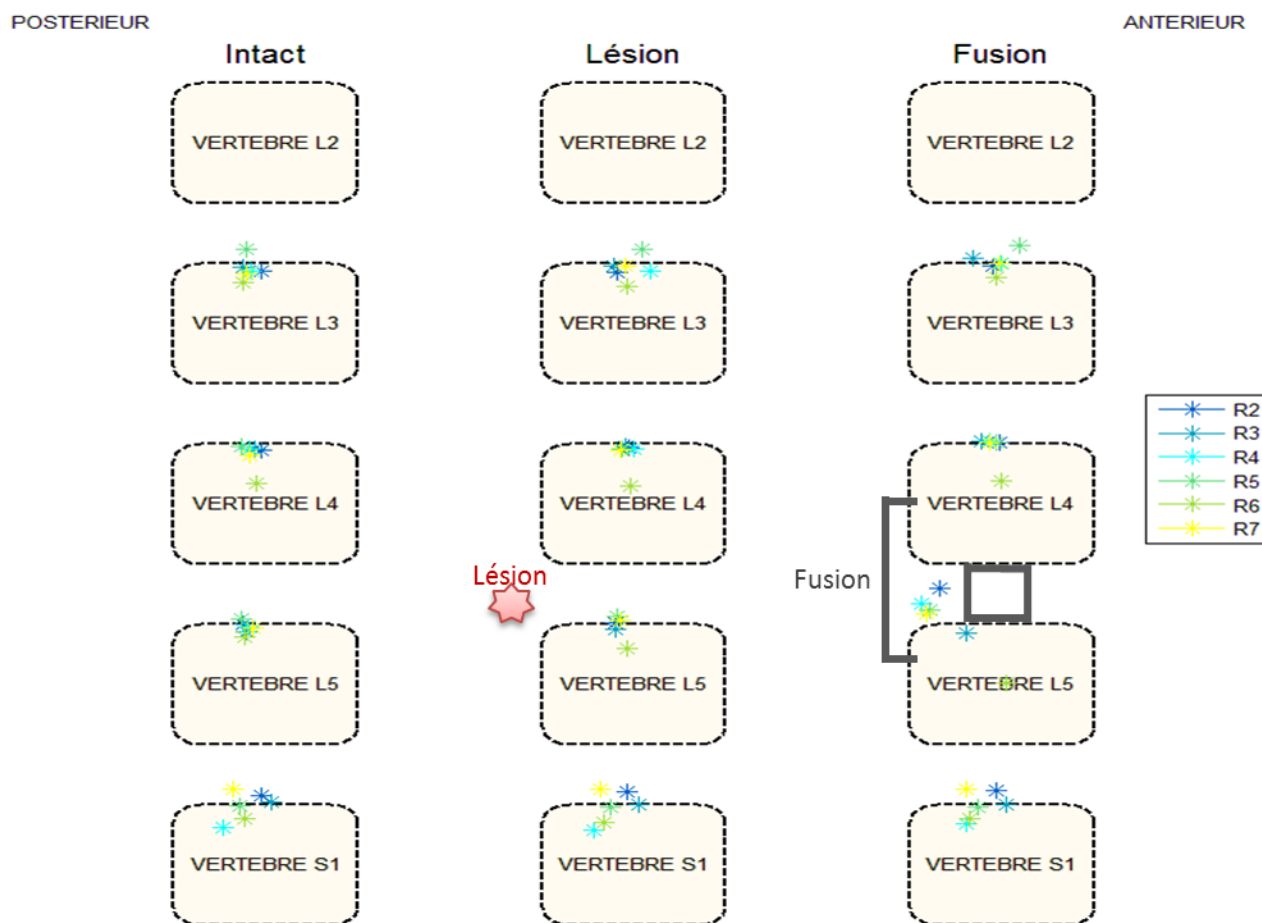 POSTERIEUR
ANTERIEUR
Intact
Lésion
Fusion
VERTEBRE L2
VERTEBRE L2
VERTEBRE L2
VERTEBRE L3
VERTEBRE L3
VERTEBRE L3
R2
R3
R4
R5
R6
R7
VERTEBRE L4
VERTEBRE L4
VERTEBRE L4
Lésion
Fusion
VERTEBRE L5
VERTEBRE L5
VERTEBRE L5
VERTEBRE S1
VERTEBRE S1
VERTEBRE S1